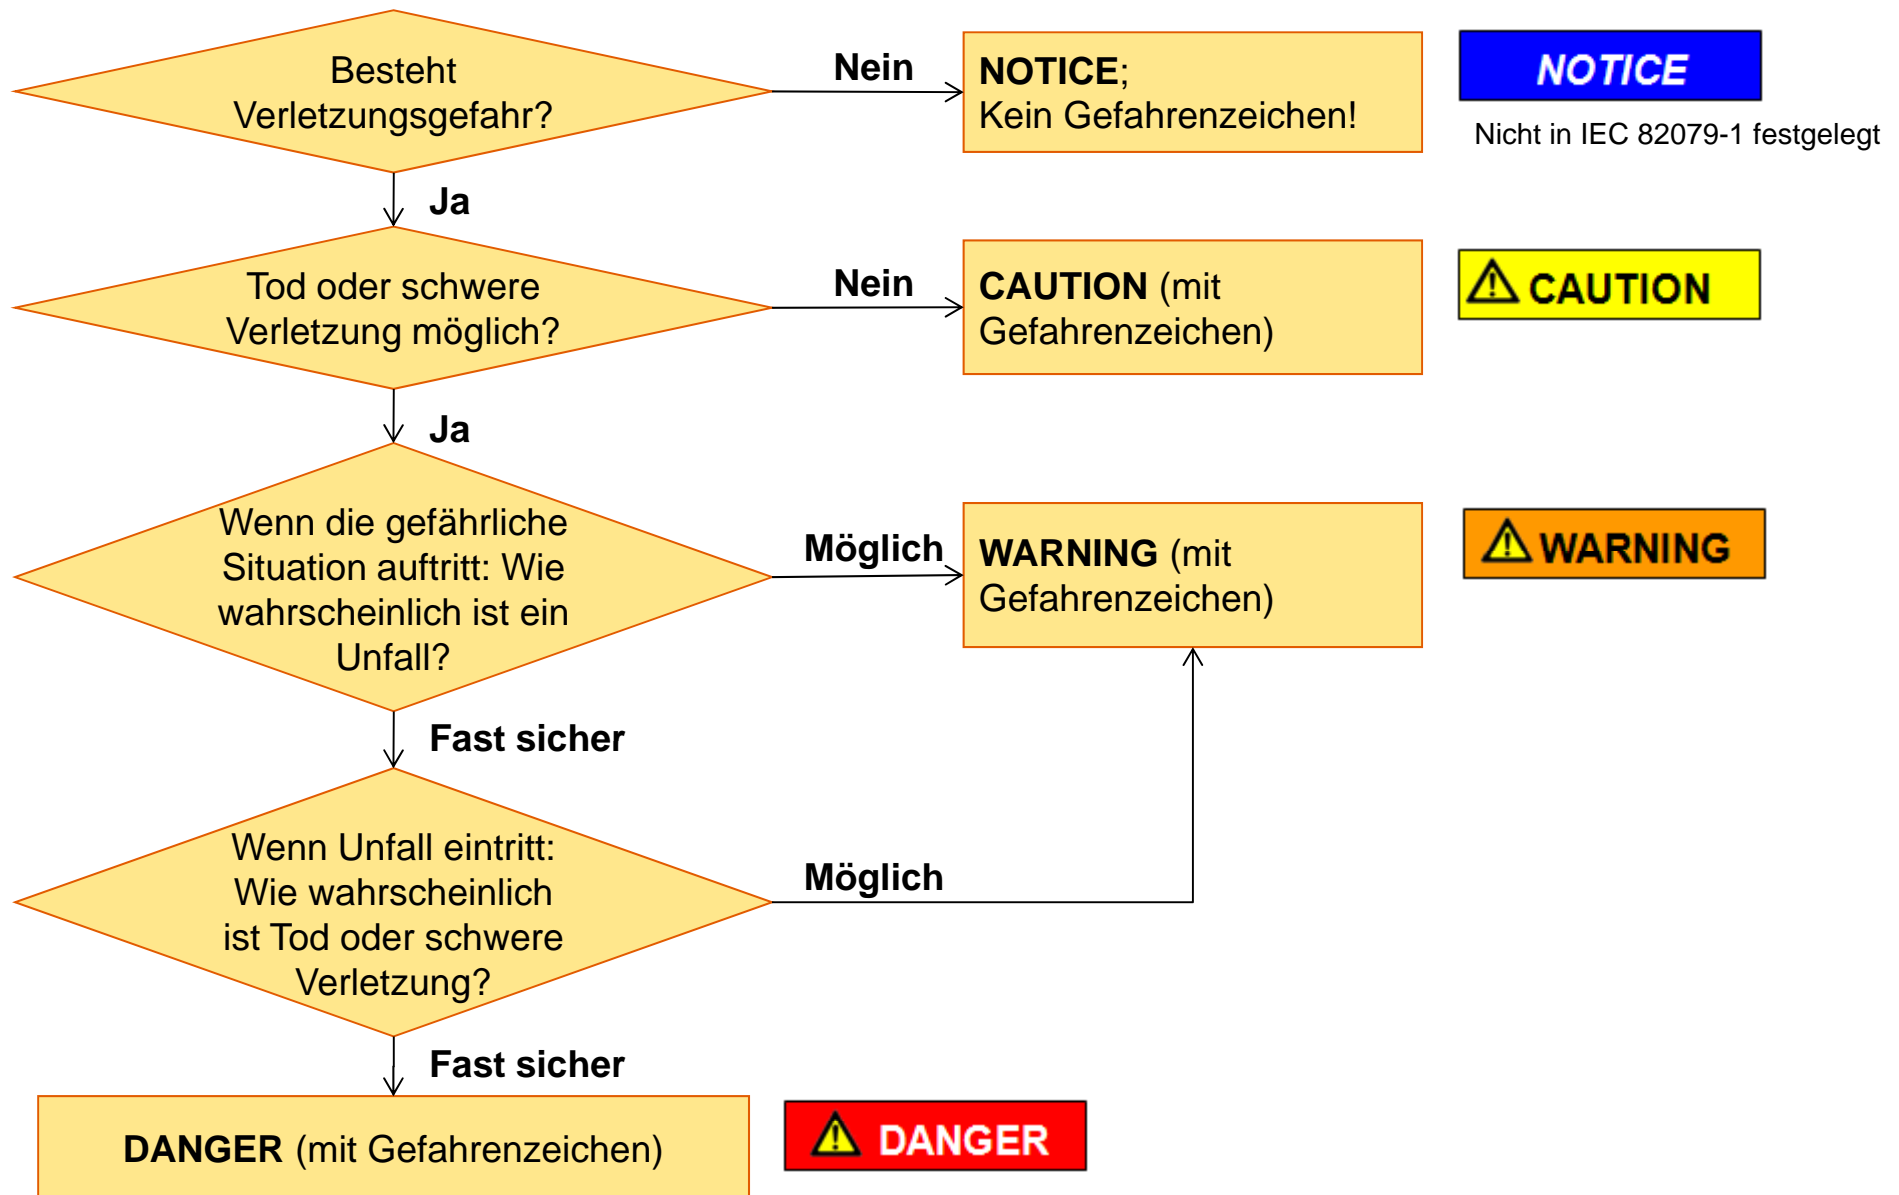 Besteht
Verletzungsgefahr?
Nein
NOTICE;
Kein Gefahrenzeichen!
NOTICE
Nicht in IEC 82079-1 festgelegt
Ja
Tod oder schwere
Verletzung möglich?
Nein
CAUTION (mit
Gefahrenzeichen)
CAUTION
Ja
Wenn die gefährliche
Situation auftritt: Wie
wahrscheinlich ist ein
Unfall?
Möglich
WARNING (mit
Gefahrenzeichen)
WARNING
Fast sicher
Wenn Unfall eintritt:
Wie wahrscheinlich
ist Tod oder schwere
Verletzung?
Möglich
Fast sicher
DANGER (mit Gefahrenzeichen)
DANGER